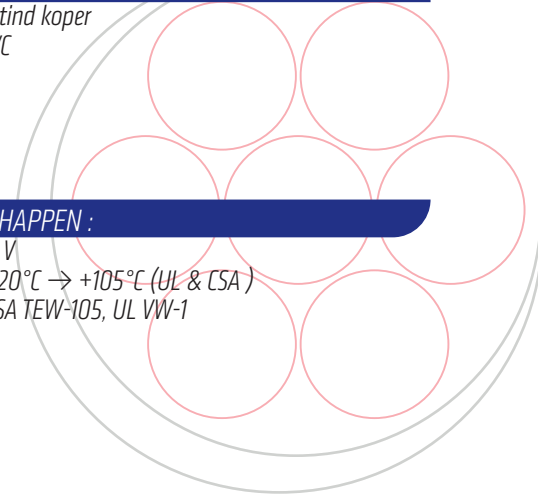 tind koper
C
HAPPEN :
V
20°C → +105°C (UL & CSA )
SA TEW-105, UL VW-1